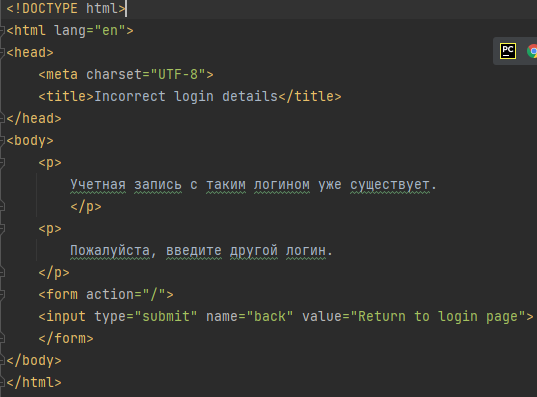 <!DOCTYPE html>
<html lang="en">
<head>
    <meta charset="UTF-8">
    <title>Incorrect login details</title>
</head>
<body>
    <p>
        Учетная запись с таким логином уже существует.
        </p>
    <p>
        Пожалуйста, введите другой логин.
    </p>
    <form action="/">
    <input type="submit" name="back" value="Return to login page">
    </form>
</body>
</html>
PC